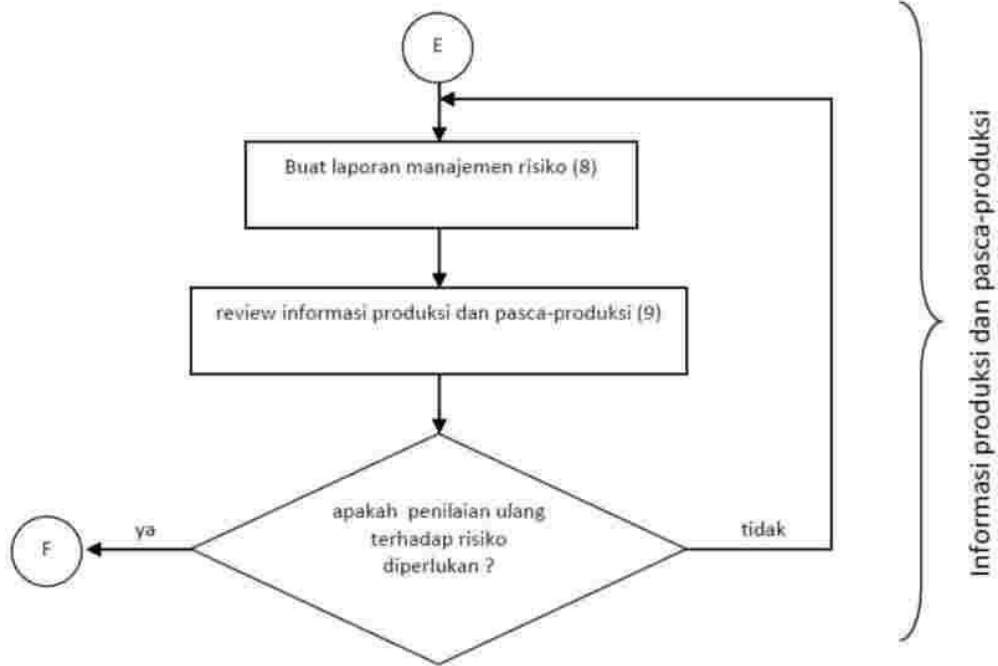 E
Buat laporan manajemen risiko (8)
review informasi produksi dan pasca-produksi (9)
apakah penilaian ulang
terhadap risiko
diperlukan ?
ya
tidak
F
Informasi produksi dan pasca-produksi